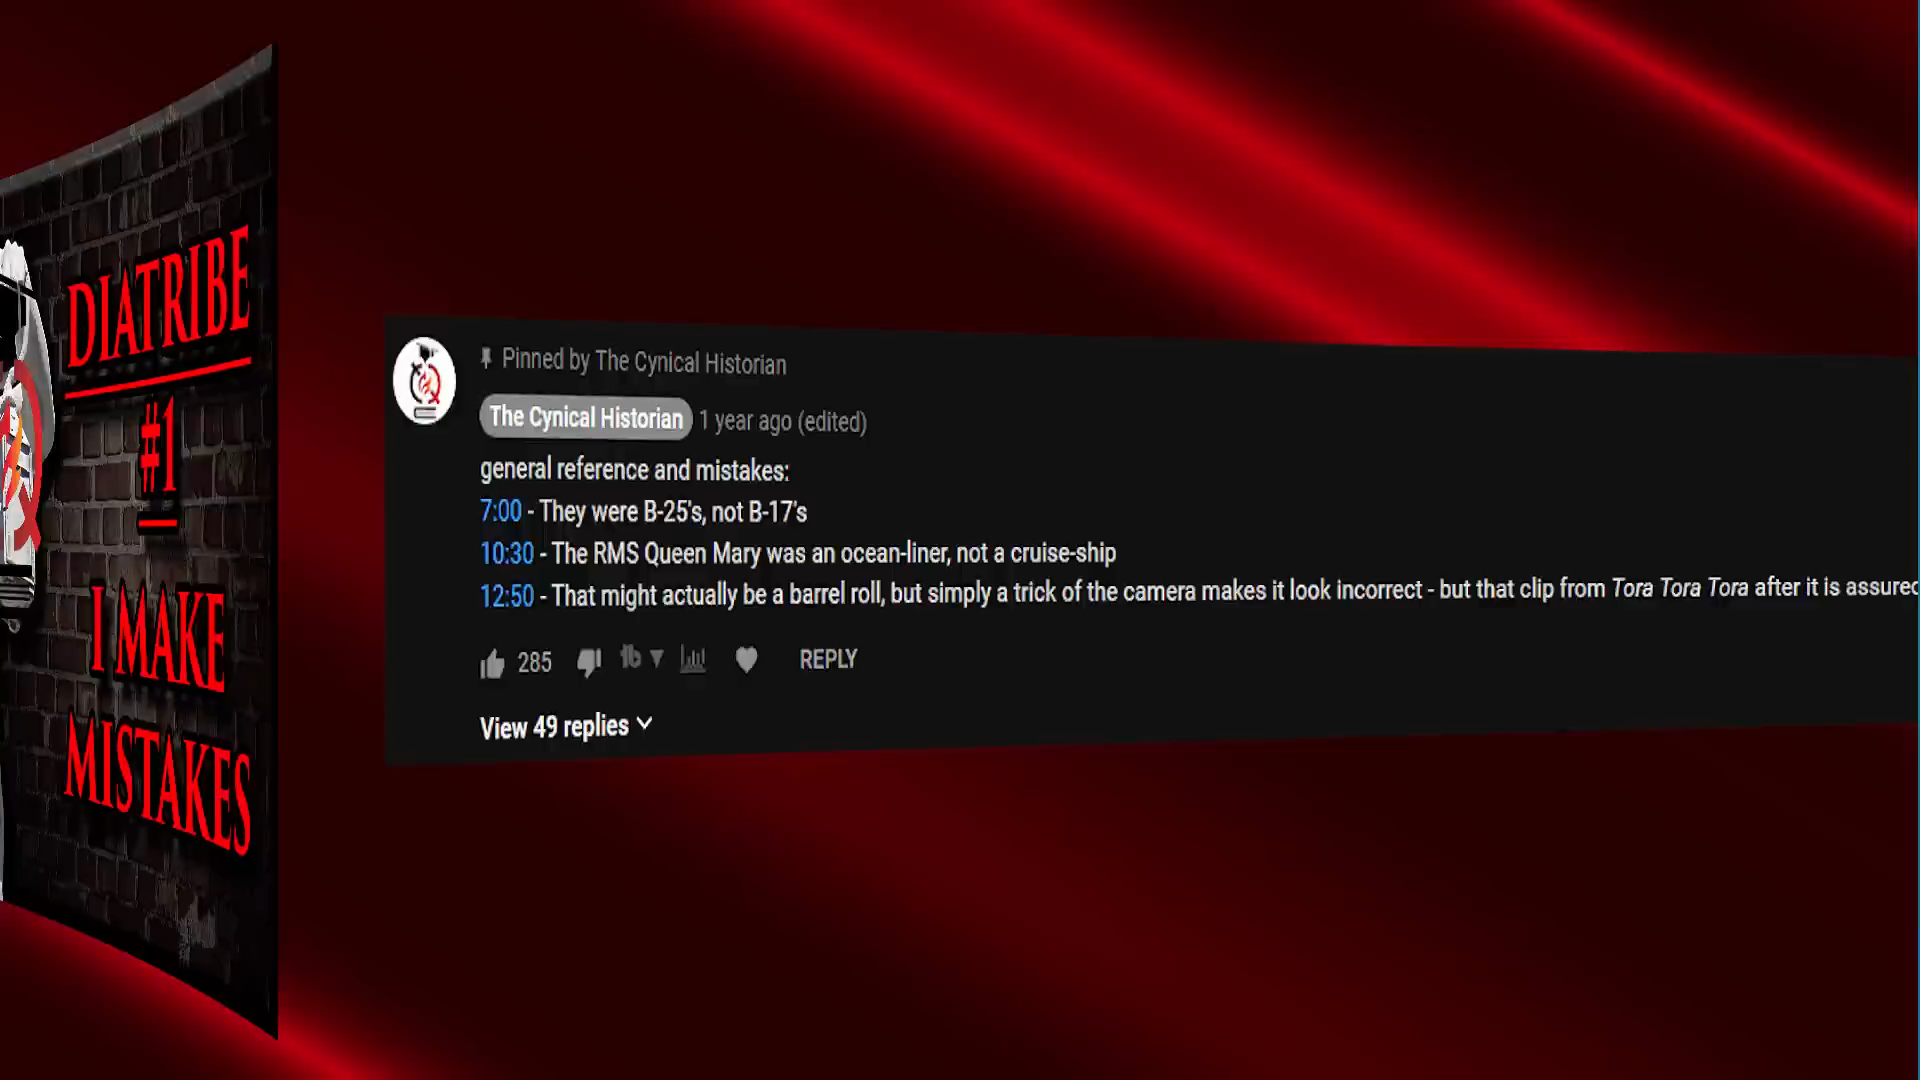 DIATRIBE
#1
I MAKE
MISTAKES
Pinned by The Cynical Historian
The Cynical Historian 1 year ago (edited)
general reference and mistakes:
7:00 - They were B-25's, not B-17's
10:30 - The RMS Queen Mary was an ocean-liner, not a cruise-ship
12:50 - That might actually be a barrel roll, but simply a trick of the camera makes it look incorrect - but that clip from Tora Tora Tora after it is assured
285 REPLY
View 49 replies